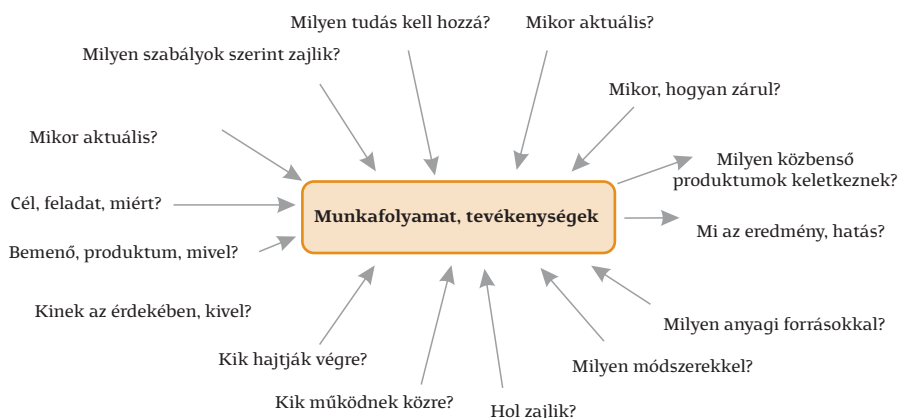 Milyen tudás kell hozzá?
Mikor aktuális?
Milyen szabályok szerint zajlik?
Mikor, hogyan zárul?
Mikor aktuális?
Milyen közbenső
produktumok keletkeznek?
Cél, feladat, miért?
Munkafolyamat, tevékenységek
Mi az eredmény, hatás?
Bemenő, produktum, mivel?
Kinek az érdekében, kivel?
Milyen anyagi forrásokkal?
Kik hajtják végre?
Milyen módszerekkel?
Kik működnek közre?
Hol zajlik?